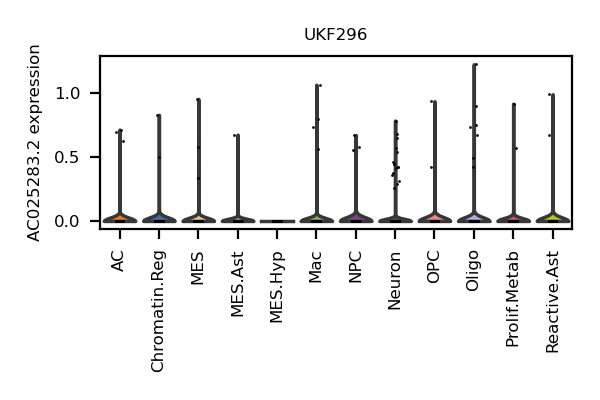 UKF296
AC025283.2 expression
1.0
0.5
0.0
AC
Chromatin.Reg
MES
MES.Ast
MES.Hyp
Mac
NPC
Neuron
OPC
Oligo
Prolif.Metab
Reactive.Ast